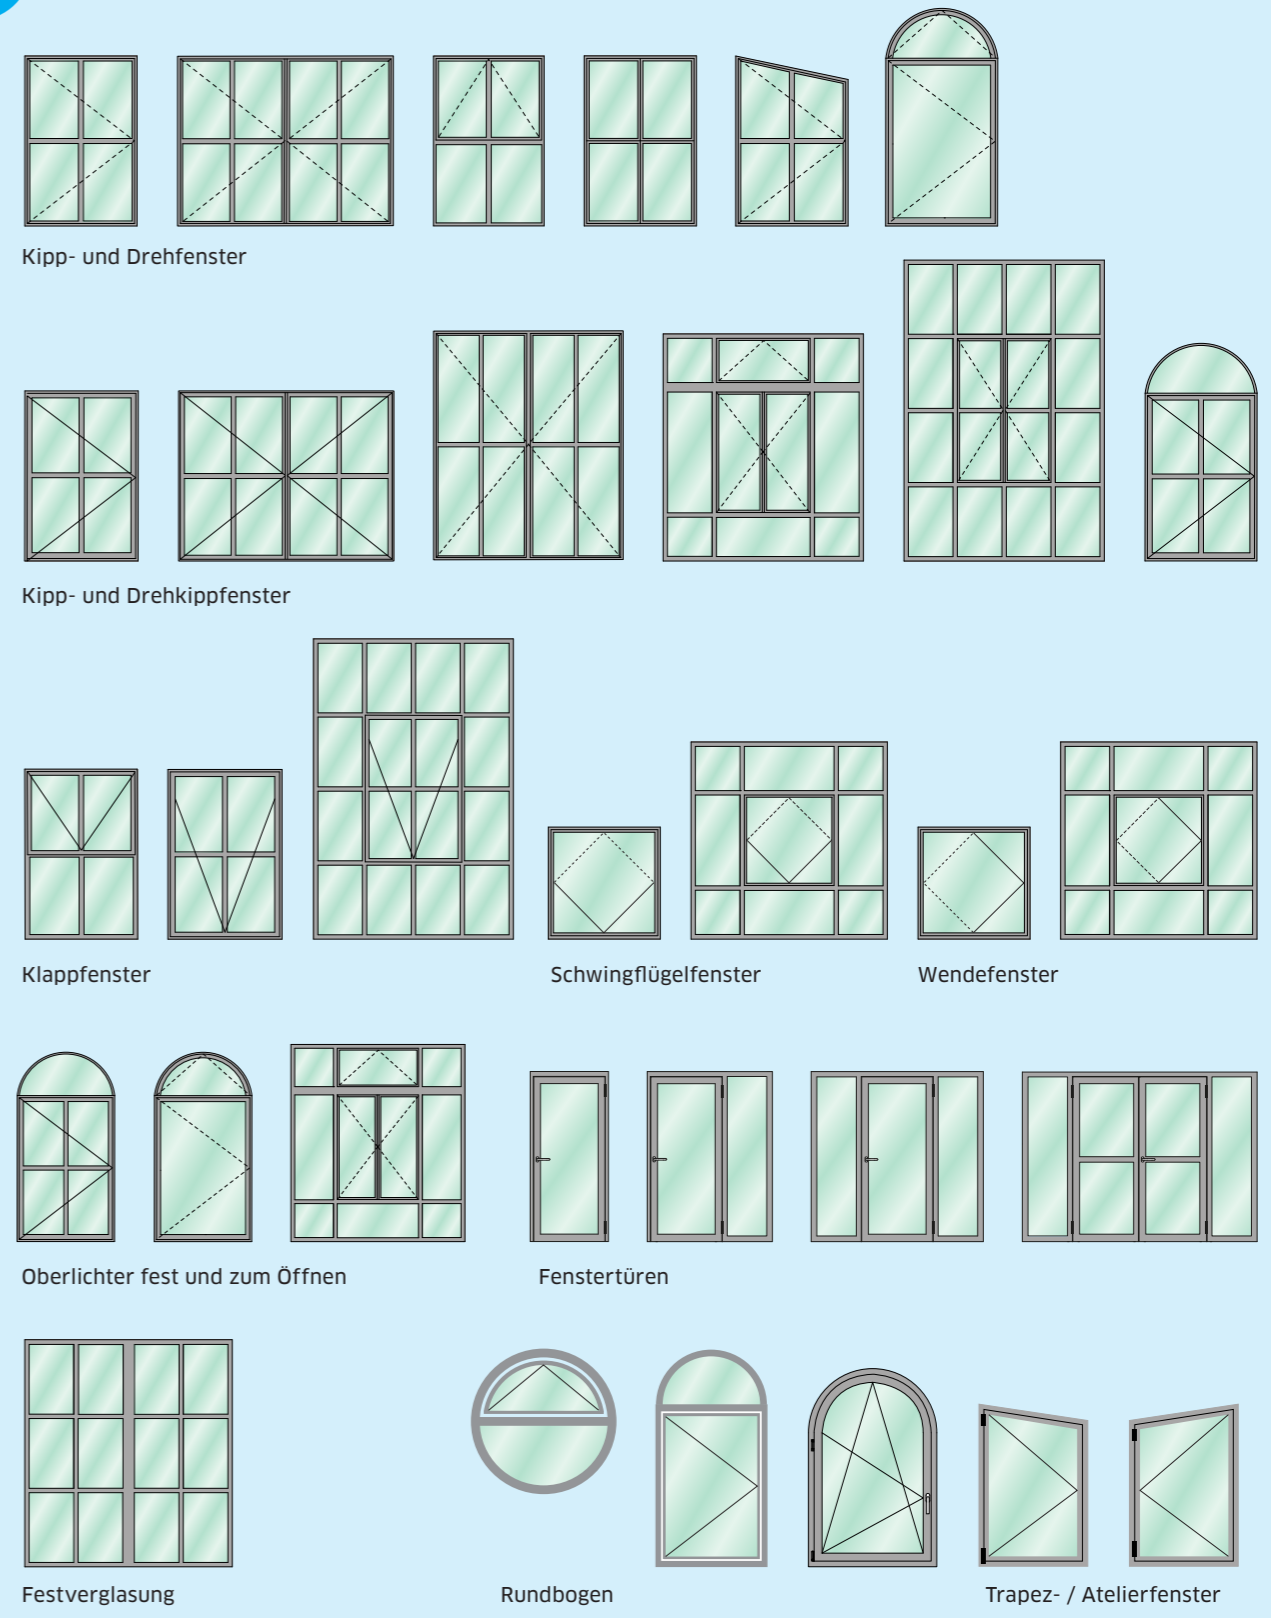 Kipp- und Drehfenster
Kipp- und Drehkippfenster
Klappfenster
Schwingflügelfenster
Wendefenster
Oberlichter fest und zum Öffnen
Fenstertüren
Festverglasung
Rundbogen
Trapez- / Atelierfenster